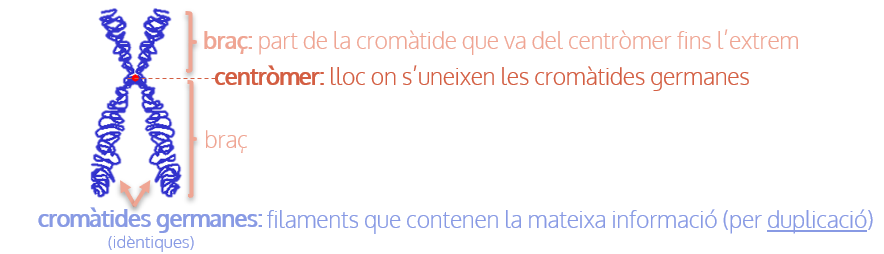 braç: part de la cromàtide que va del centròmer fins l’extrem
centròmer: lloc on s’uneixen les cromàtides germanes
braç
cromàtides germanes: filaments que contenen la mateixa informació (per duplicació)
(idèntiques)